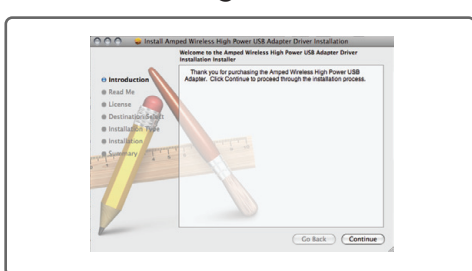 Install Amped Wireless High Power USB Adapter Driver Installation
Welcome to the Amped Wireless High Power USB Adapter Driver
Installation Installer
Introduction
Read Me
License
Destination Select
Installation Type
Installation
Summary
Thank you for purchasing the Amped Wireless High Power USB
Adapter. Click Continue to proceed through the installation process.
Go Back
Continue